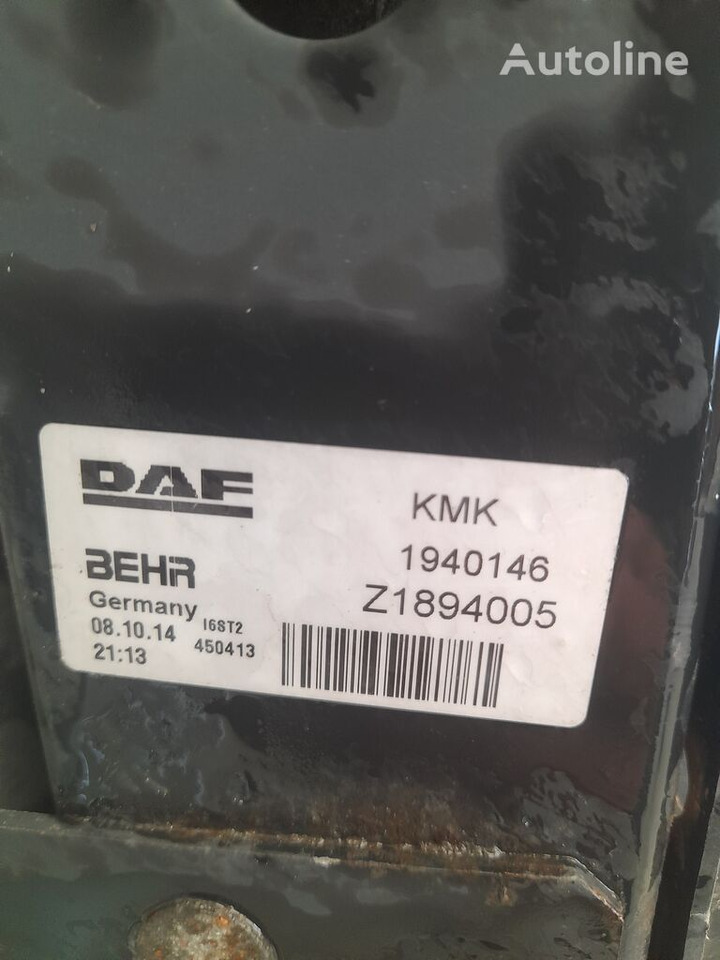 Autoline
DAF
KMK
BEHR
1940146
Germany
Z1894005
08.10.14 I6ST2
21:13 450413